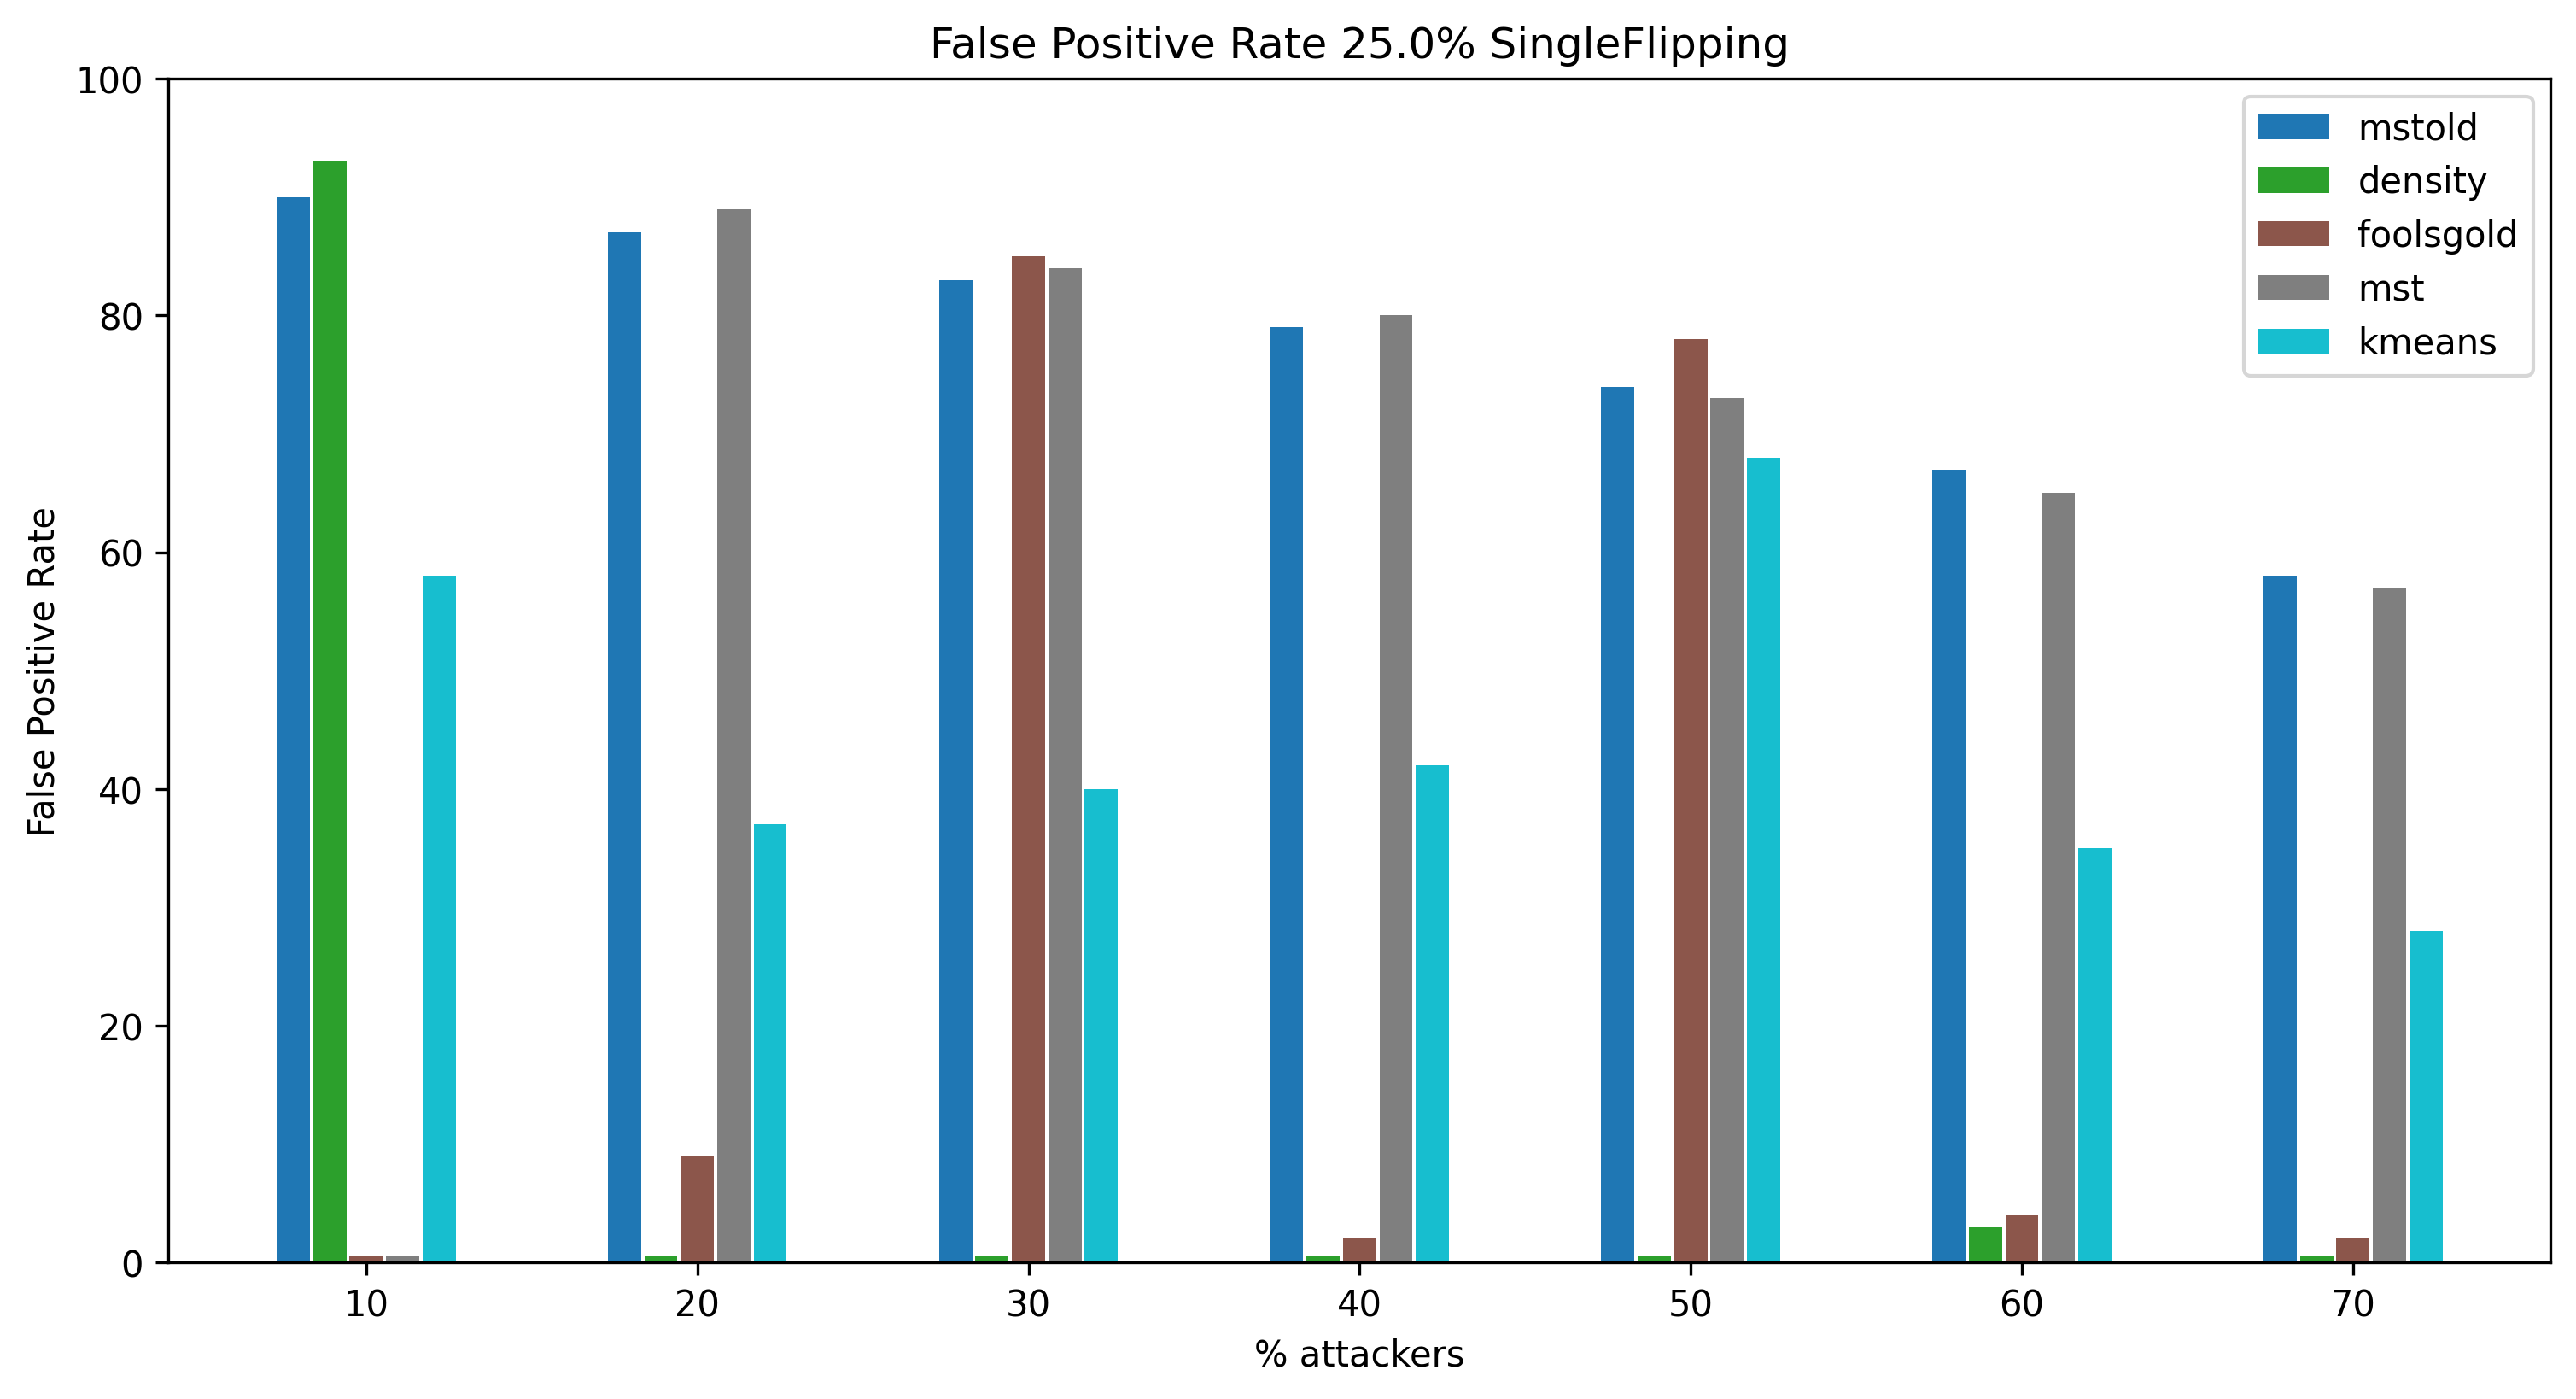 False Positive Rate 25.0% SingleFlipping
100
80
60
40
20
0
False Positive Rate
mstold
density
foolsgold
mst
kmeans
10 20 30 40 50 60 70
% attackers